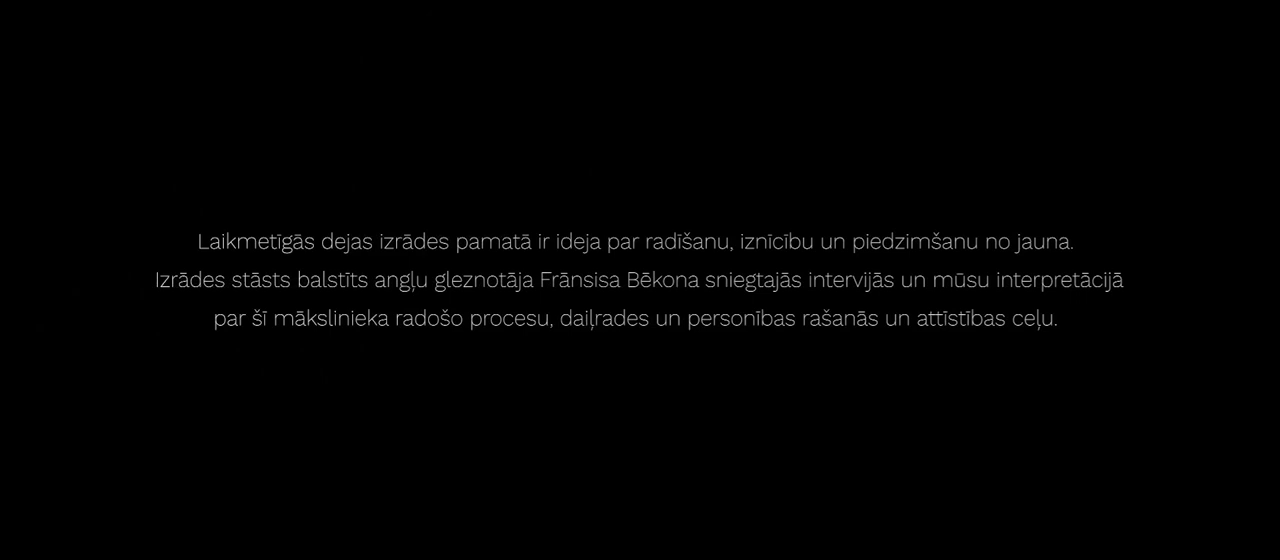 Laikmetīgās dejas izrādes pamatā ir ideja par radīšanu, iznīcību un piedzimšanu no jauna.
Izrādes stāsts balstīts angļu gleznotāja Frānsisa Bēkona sniegtajās intervijās un mūsu interpretācijā
par šī mākslinieka radošo procesu, daiļrades un personības rašanās un attīstības ceļu.